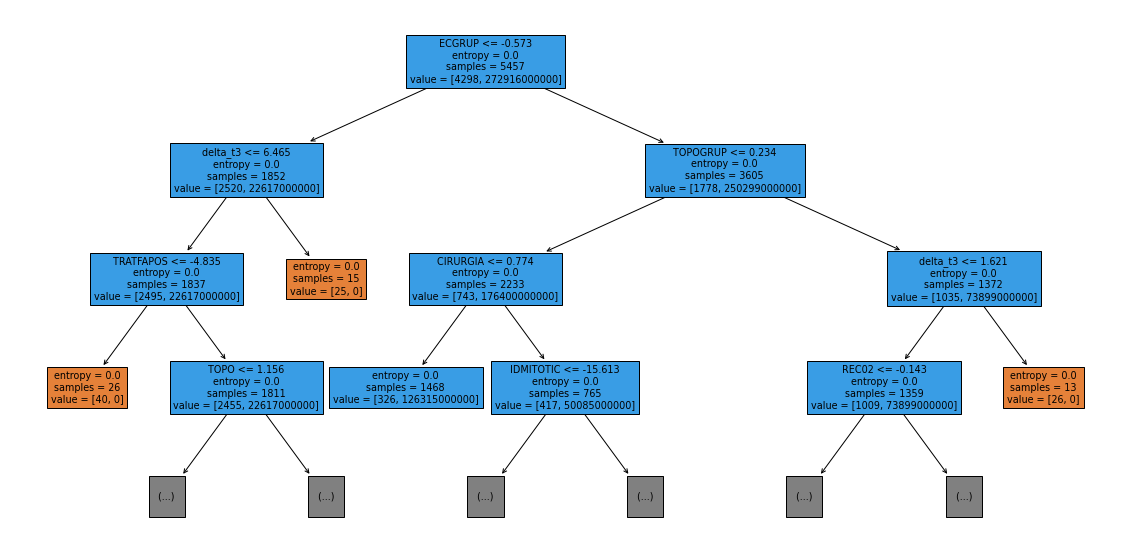 ECGRUP <= -0.573
entropy = 0.0
samples = 5457
value = [4298, 272916000000]
delta_t3 <= 6.465
entropy = 0.0
samples = 1852
value = [2520, 22617000000]
TOPOGRUP <= 0.234
entropy = 0.0
samples = 3605
value = [1778, 250299000000]
TRATFAPOS <= -4.835
entropy = 0.0
samples = 1837
value = [2495, 22617000000]
entropy = 0.0
samples = 15
value = [25, 0]
CIRURGIA <= 0.774
entropy = 0.0
samples = 2233
value = [743, 176400000000]
delta_t3 <= 1.621
entropy = 0.0
samples = 1372
value = [1035, 73899000000]
entropy = 0.0
samples = 26
value = [40, 0]
TOPO <= 1.156
entropy = 0.0
samples = 1811
value = [2455, 22617000000]
entropy = 0.0
samples = 1468
value = [326, 126315000000]
IDMITOTIC <= -15.613
entropy = 0.0
samples = 765
value = [417, 50085000000]
REC02 <= -0.143
entropy = 0.0
samples = 1359
value = [1009, 73899000000]
entropy = 0.0
samples = 13
value = [26, 0]
(...)
(...)
(...)
(...)
(...)
(...)